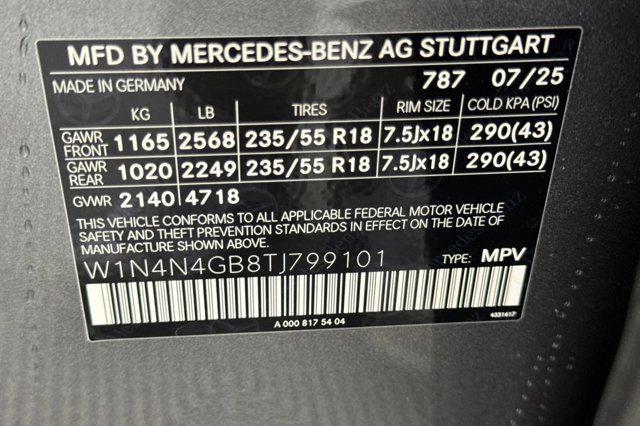 MFD BY MERCEDES-BENZ AG STUTTGART
MADE IN GERMANY 787 07/25
KG LB TIRES RIM SIZE COLD KPA (PSI)
GAWR FRONT 1165 2568 235/55 R18 7.5Jx18 290(43)
GAWR REAR 1020 2249 235/55 R18 7.5Jx18 290(43)
GVWR 2140 4718
THIS VEHICLE CONFORMS TO ALL APPLICABLE FEDERAL MOTOR VEHICLE
SAFETY AND THEFT PREVENTION STANDARDS IN EFFECT ON THE DATE OF
MANUFACTURE SHOWN ABOVE.
W1N4N4GB8TJ799101 TYPE: MPV
A 000 817 54 04
4331417